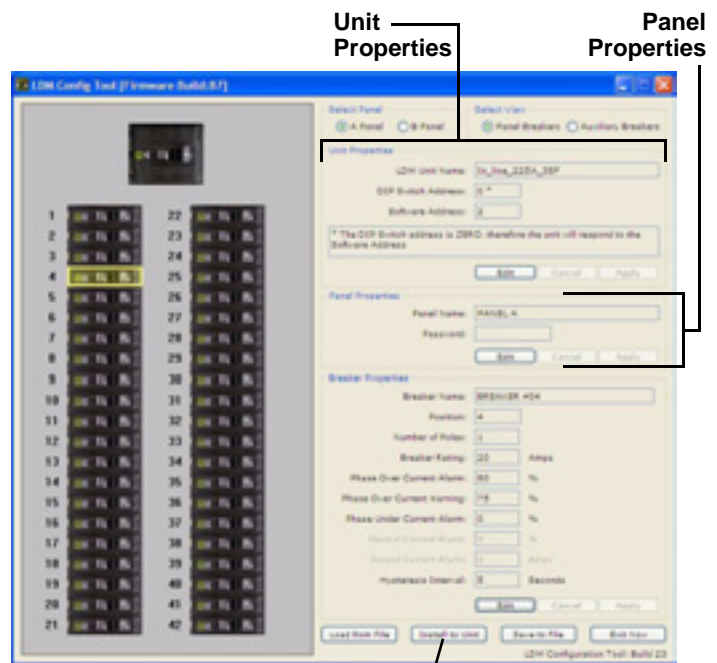 Unit
Properties
Panel
Properties
LDM Config Tool [Firmware Build:87]
Select Panel
A Panel
B Panel
Select View
Panel Breakers
Auxiliary Breakers
Unit Properties
LDM Unit Name:
DIP Switch Address:
0 *
Software Address:
* The DIP Switch address is ZERO, therefore the unit will respond to the
Software Address
Edit
Cancel
Apply
Panel Properties
Panel Name:
PANEL A
Password:
Edit
Cancel
Apply
Breaker Properties
Breaker Name:
BREAKER #04
Position:
4
Number of Poles:
1
Breaker Rating:
20
Amps
Phase Over Current Alarm:
80
%
Phase Over Current Warning:
75
%
Phase Under Current Alarm:
0
%
Neutral Current Alarm:
%
Ground Current Alarm:
Amps
Hysteresis Interval:
Seconds
Edit
Cancel
Apply
Load from File
Install to Unit
Save to File
Exit Now
LDM Configuration Tool: Build 23
1 22
2 23
3 24
4 25
5 26
6 27
7 28
8 29
9 30
10 31
11 32
12 33
13 34
14 35
15 36
16 37
17 38
18 39
19 40
20 41
21 42